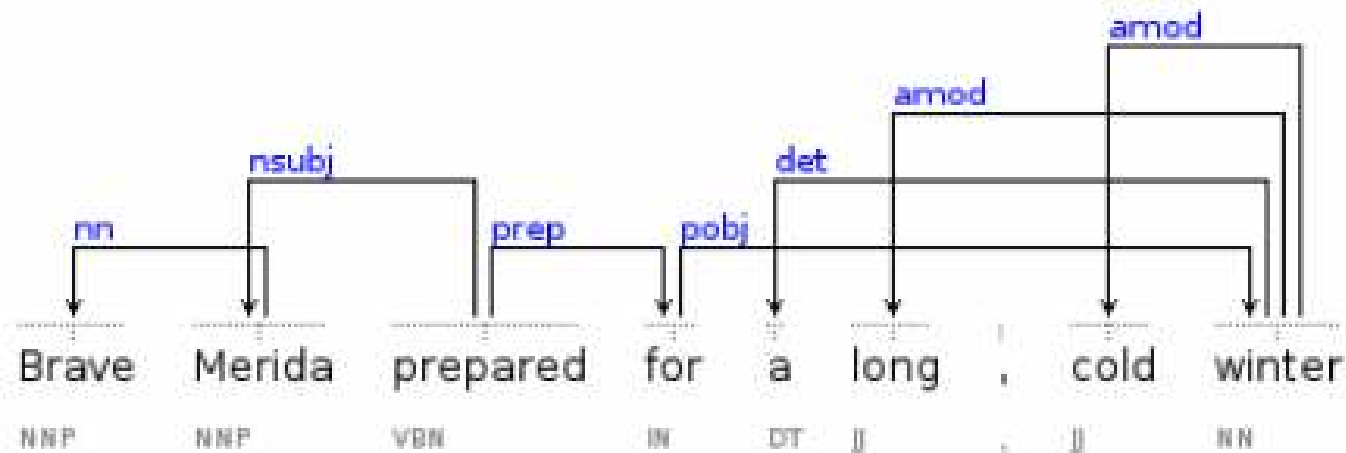 amod
amod
nsubj det
nn prep pobj
Brave Merida prepared for a long , cold winter
NNP NNP VBN IN DT JJ , JJ NN